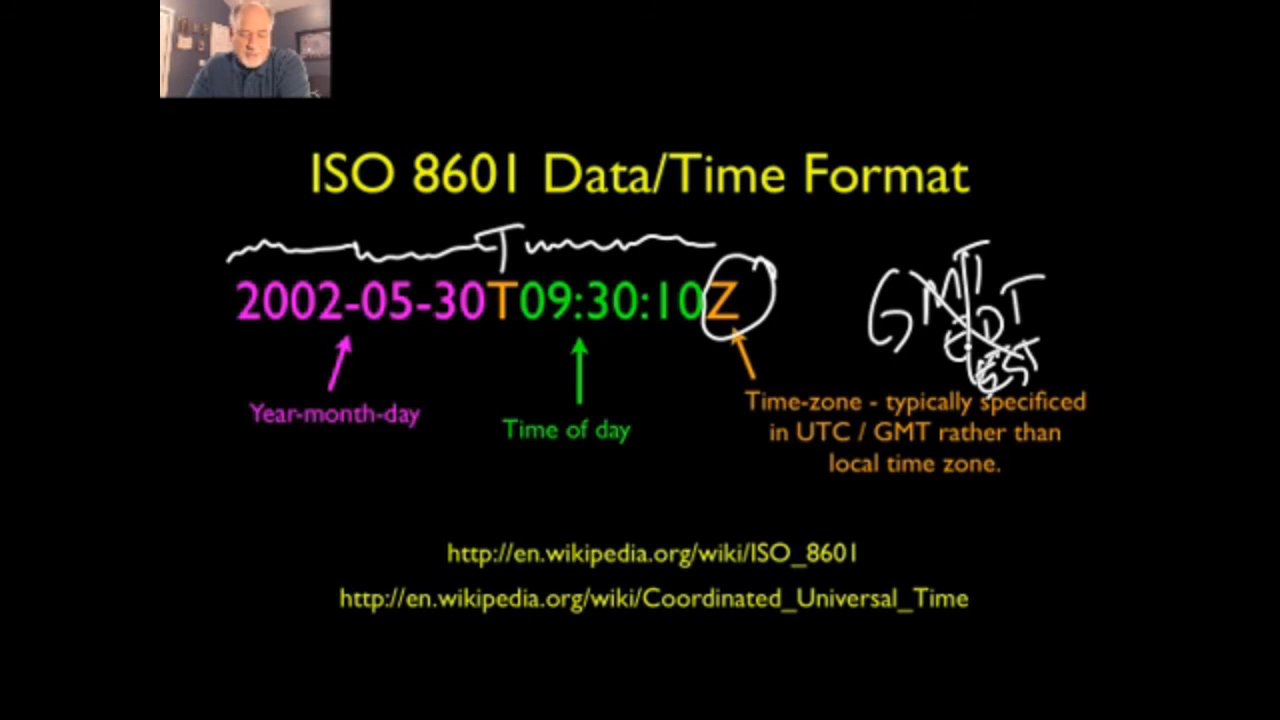 ISO 8601 Data/Time Format
T
2002-05-30T09:30:10Z
GMT
EDT
EST
Year-month-day
Time of day
Time-zone - typically specificed
in UTC / GMT rather than
local time zone.
http://en.wikipedia.org/wiki/ISO_8601
http://en.wikipedia.org/wiki/Coordinated_Universal_Time